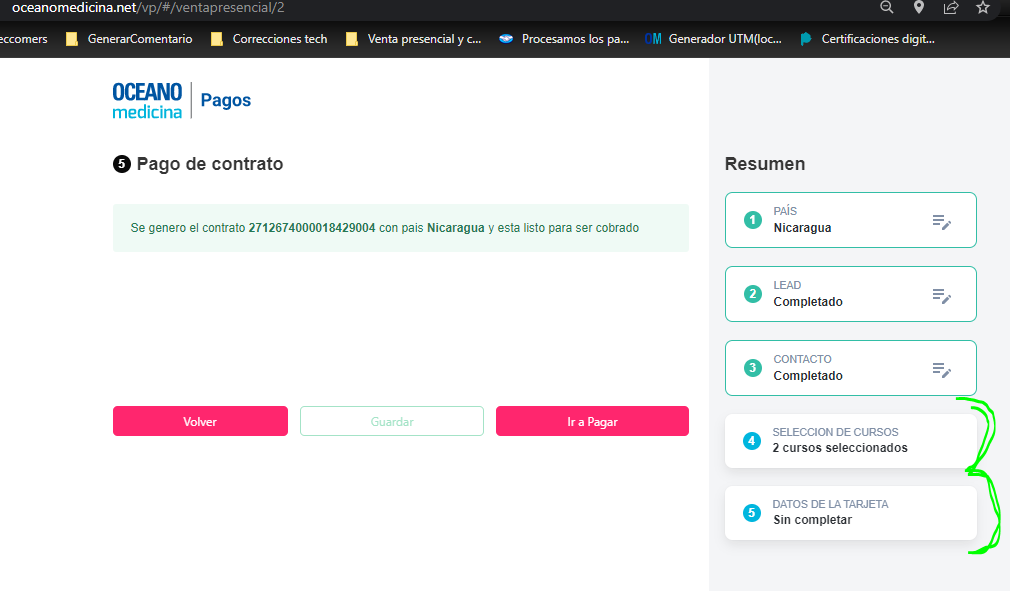 oceanomedicina.net/vp/#/ventapresencial/2
eccomers GenerarComentario Correcciones tech Venta presencial y c... Procesamos los pa... OM Generador UTM(loc... Certificaciones digit...
OCEANO
medicina
Pagos
5 Pago de contrato
Se genero el contrato 2712674000018429004 con pais Nicaragua y esta listo para ser cobrado
Volver Guardar Ir a Pagar
Resumen
1 PAÍS
Nicaragua
2 LEAD
Completado
3 CONTACTO
Completado
4 SELECCION DE CURSOS
2 cursos seleccionados
5 DATOS DE LA TARJETA
Sin completar